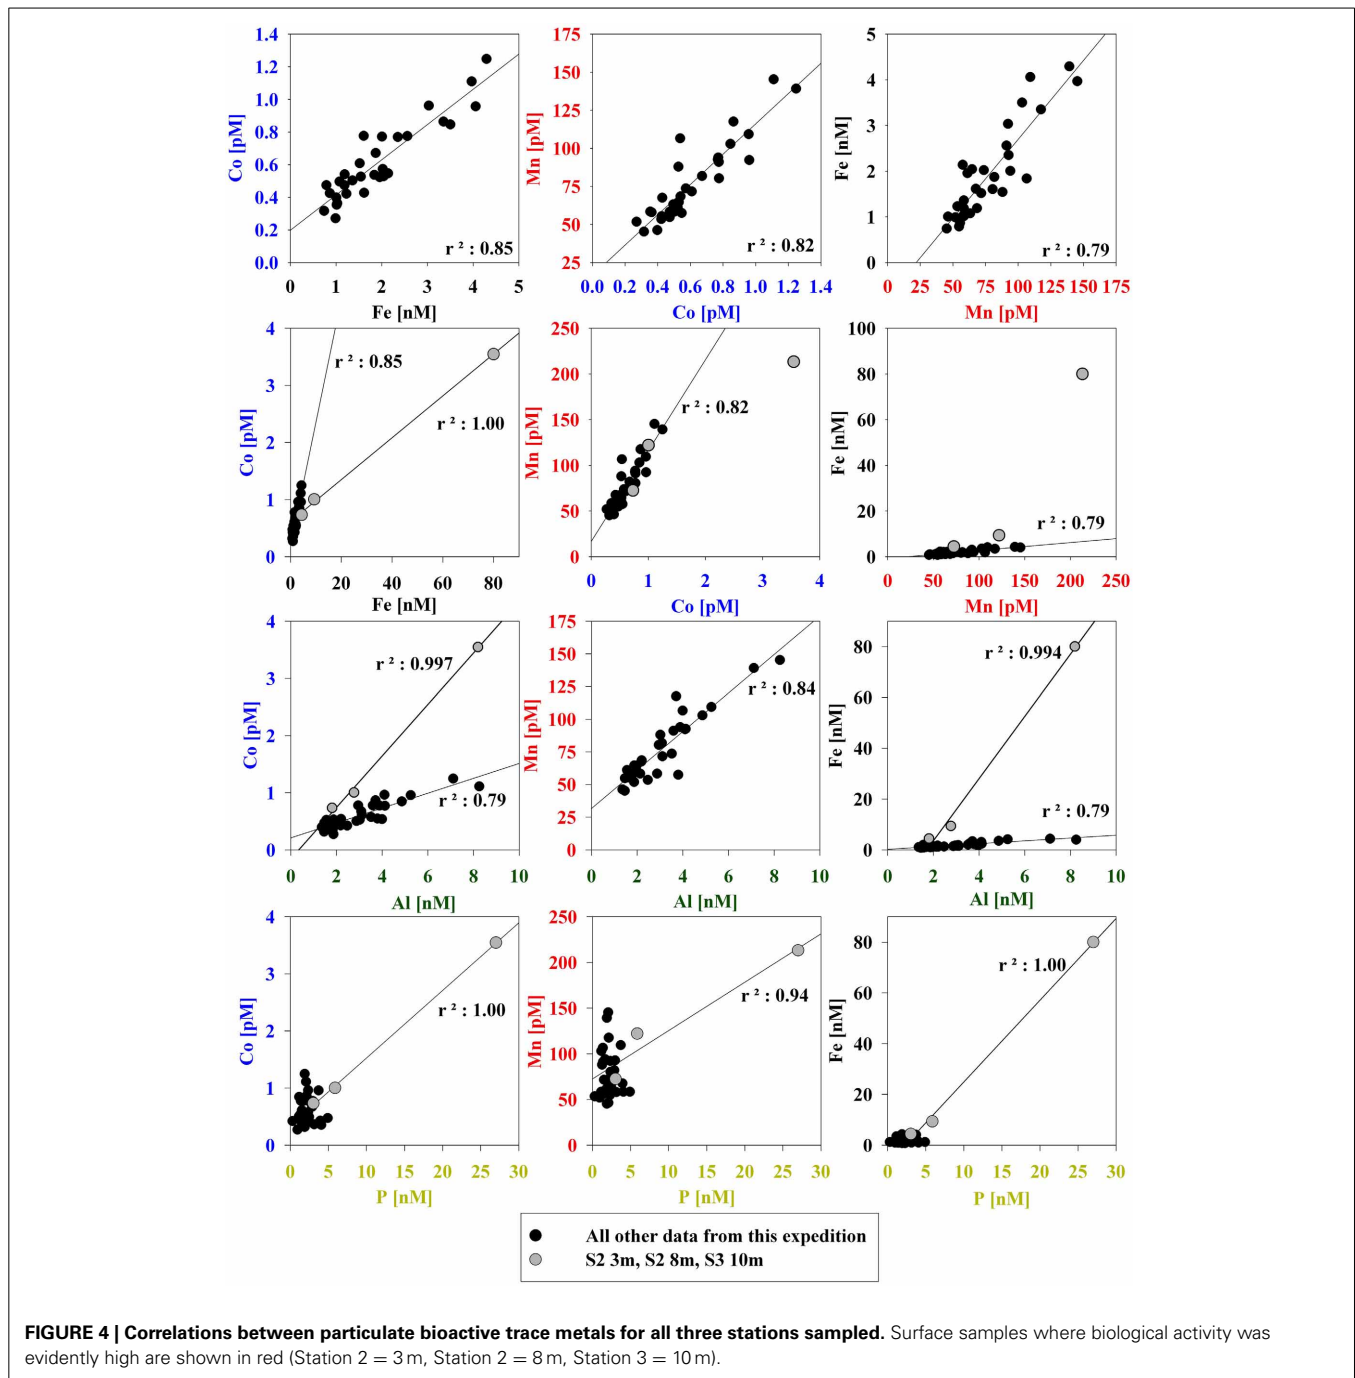 1.4
1.2
1.0
0.8
0.6
0.4
0.2
0.0
Co [pM]
0 1 2 3 4 5
Fe [nM]
r ² : 0.85
175
150
125
100
75
50
25
Mn [pM]
0.0 0.2 0.4 0.6 0.8 1.0 1.2 1.4
Co [pM]
r ² : 0.82
5
4
3
2
1
0
Fe [nM]
0 25 50 75 100 125 150 175
Mn [pM]
r ² : 0.79
4
3
2
1
0
Co [pM]
0 20 40 60 80
Fe [nM]
r ² : 0.85
r ² : 1.00
250
200
150
100
50
0
Mn [pM]
0 1 2 3 4
Co [pM]
r ² : 0.82
100
80
60
40
20
0
Fe [nM]
0 50 100 150 200 250
Mn [pM]
r ² : 0.79
4
3
2
1
0
Co [pM]
0 2 4 6 8 10
Al [nM]
r ² : 0.997
r ² : 0.79
175
150
125
100
75
50
25
0
Mn [pM]
0 2 4 6 8 10
Al [nM]
r ² : 0.84
80
60
40
20
0
Fe [nM]
0 2 4 6 8 10
Al [nM]
r ² : 0.994
r ² : 0.79
4
3
2
1
0
Co [pM]
0 5 10 15 20 25 30
P [nM]
r ² : 1.00
250
200
150
100
50
0
Mn [pM]
0 5 10 15 20 25 30
P [nM]
r ² : 0.94
80
60
40
20
0
Fe [nM]
0 5 10 15 20 25 30
P [nM]
r ² : 1.00
All other data from this expedition
S2 3m, S2 8m, S3 10m
FIGURE 4 | Correlations between particulate bioactive trace metals for all three stations sampled. Surface samples where biological activity was
evidently high are shown in red (Station 2 = 3 m, Station 2 = 8 m, Station 3 = 10 m).